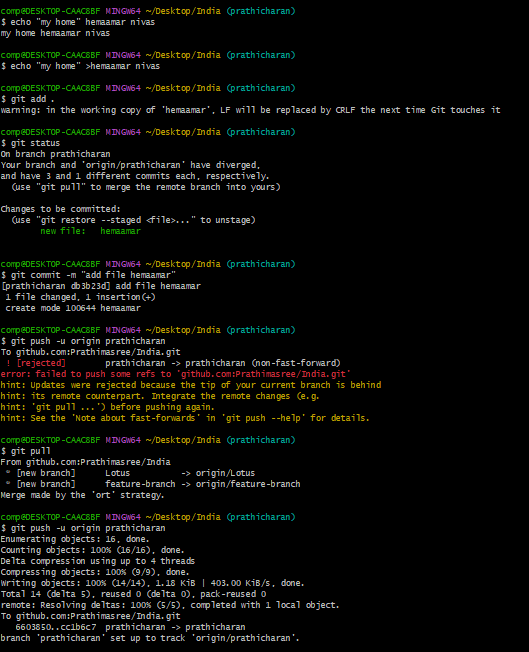 comp@DESKTOP-CAAC8BF MINGW64 ~/Desktop/India (prathicharan)
$ echo "my home" hemaamar nivas
my home hemaamar nivas
comp@DESKTOP-CAAC8BF MINGW64 ~/Desktop/India (prathicharan)
$ echo "my home" >hemaamar nivas
comp@DESKTOP-CAAC8BF MINGW64 ~/Desktop/India (prathicharan)
$ git add .
warning: in the working copy of 'hemaamar', LF will be replaced by CRLF the next time Git touches it
comp@DESKTOP-CAAC8BF MINGW64 ~/Desktop/India (prathicharan)
$ git status
On branch prathicharan
Your branch and 'origin/prathicharan' have diverged,
and have 3 and 1 different commits each, respectively.
  (use "git pull" to merge the remote branch into yours)
Changes to be committed:
  (use "git restore --staged <file>..." to unstage)
        new file:   hemaamar
comp@DESKTOP-CAAC8BF MINGW64 ~/Desktop/India (prathicharan)
$ git commit -m "add file hemaamar"
[prathicharan db3b23d] add file hemaamar
 1 file changed, 1 insertion(+)
 create mode 100644 hemaamar
comp@DESKTOP-CAAC8BF MINGW64 ~/Desktop/India (prathicharan)
$ git push -u origin prathicharan
To github.com:Prathimasree/India.git
 ! [rejected]        prathicharan -> prathicharan (non-fast-forward)
error: failed to push some refs to 'github.com:Prathimasree/India.git'
hint: Updates were rejected because the tip of your current branch is behind
hint: its remote counterpart. Integrate the remote changes (e.g.
hint: 'git pull ...') before pushing again.
hint: See the 'Note about fast-forwards' in 'git push --help' for details.
comp@DESKTOP-CAAC8BF MINGW64 ~/Desktop/India (prathicharan)
$ git pull
From github.com:Prathimasree/India
 * [new branch]      Lotus          -> origin/Lotus
 * [new branch]      feature-branch -> origin/feature-branch
Merge made by the 'ort' strategy.
comp@DESKTOP-CAAC8BF MINGW64 ~/Desktop/India (prathicharan)
$ git push -u origin prathicharan
Enumerating objects: 16, done.
Counting objects: 100% (16/16), done.
Delta compression using up to 4 threads
Compressing objects: 100% (9/9), done.
Writing objects: 100% (14/14), 1.18 KiB | 403.00 KiB/s, done.
Total 14 (delta 5), reused 0 (delta 0), pack-reused 0
remote: Resolving deltas: 100% (5/5), completed with 1 local object.
To github.com:Prathimasree/India.git
   6603850..cc1b6c7  prathicharan -> prathicharan
branch 'prathicharan' set up to track 'origin/prathicharan'.